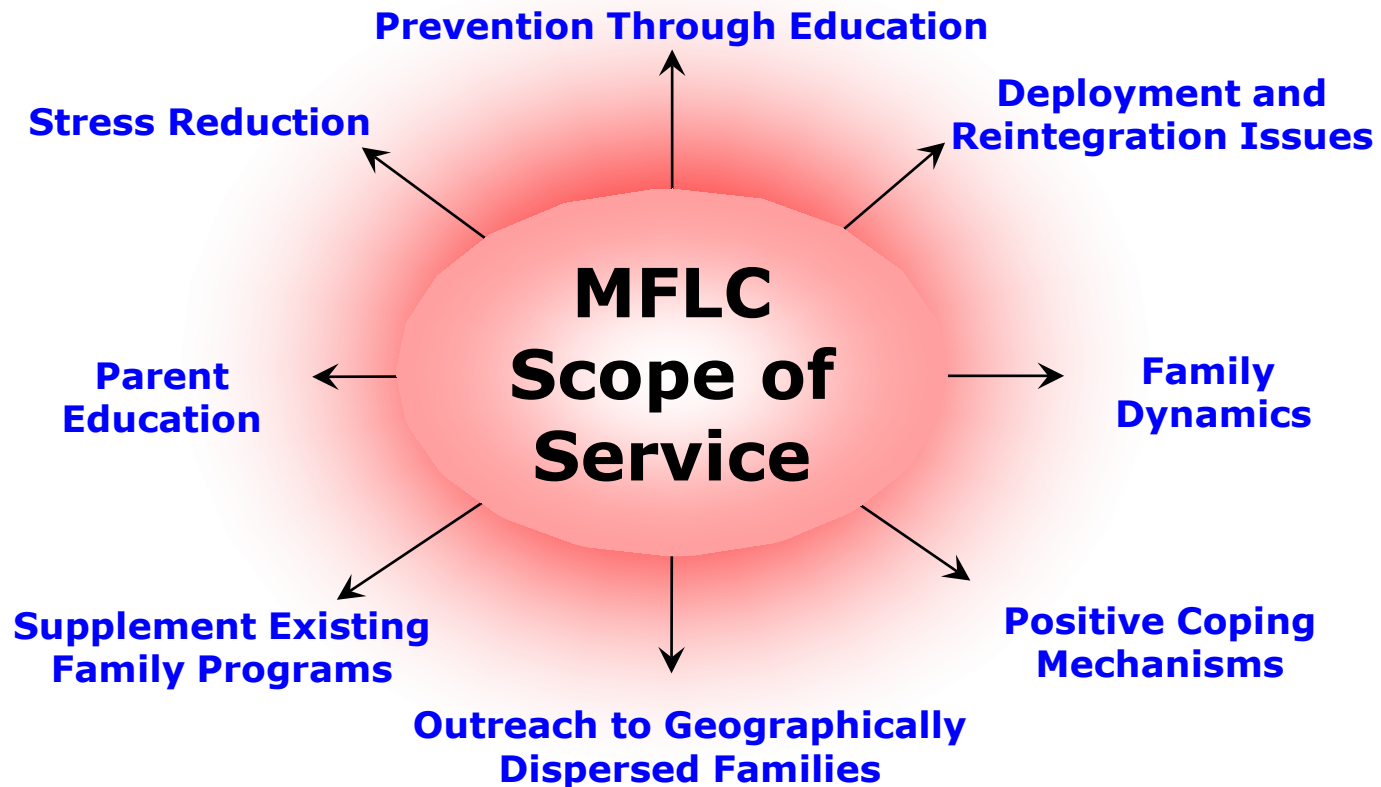 Prevention Through Education
Deployment and
Reintegration Issues
Stress Reduction
MFLC
Scope of
Service
Parent
Education
Family
Dynamics
Supplement Existing
Family Programs
Positive Coping
Mechanisms
Outreach to Geographically
Dispersed Families